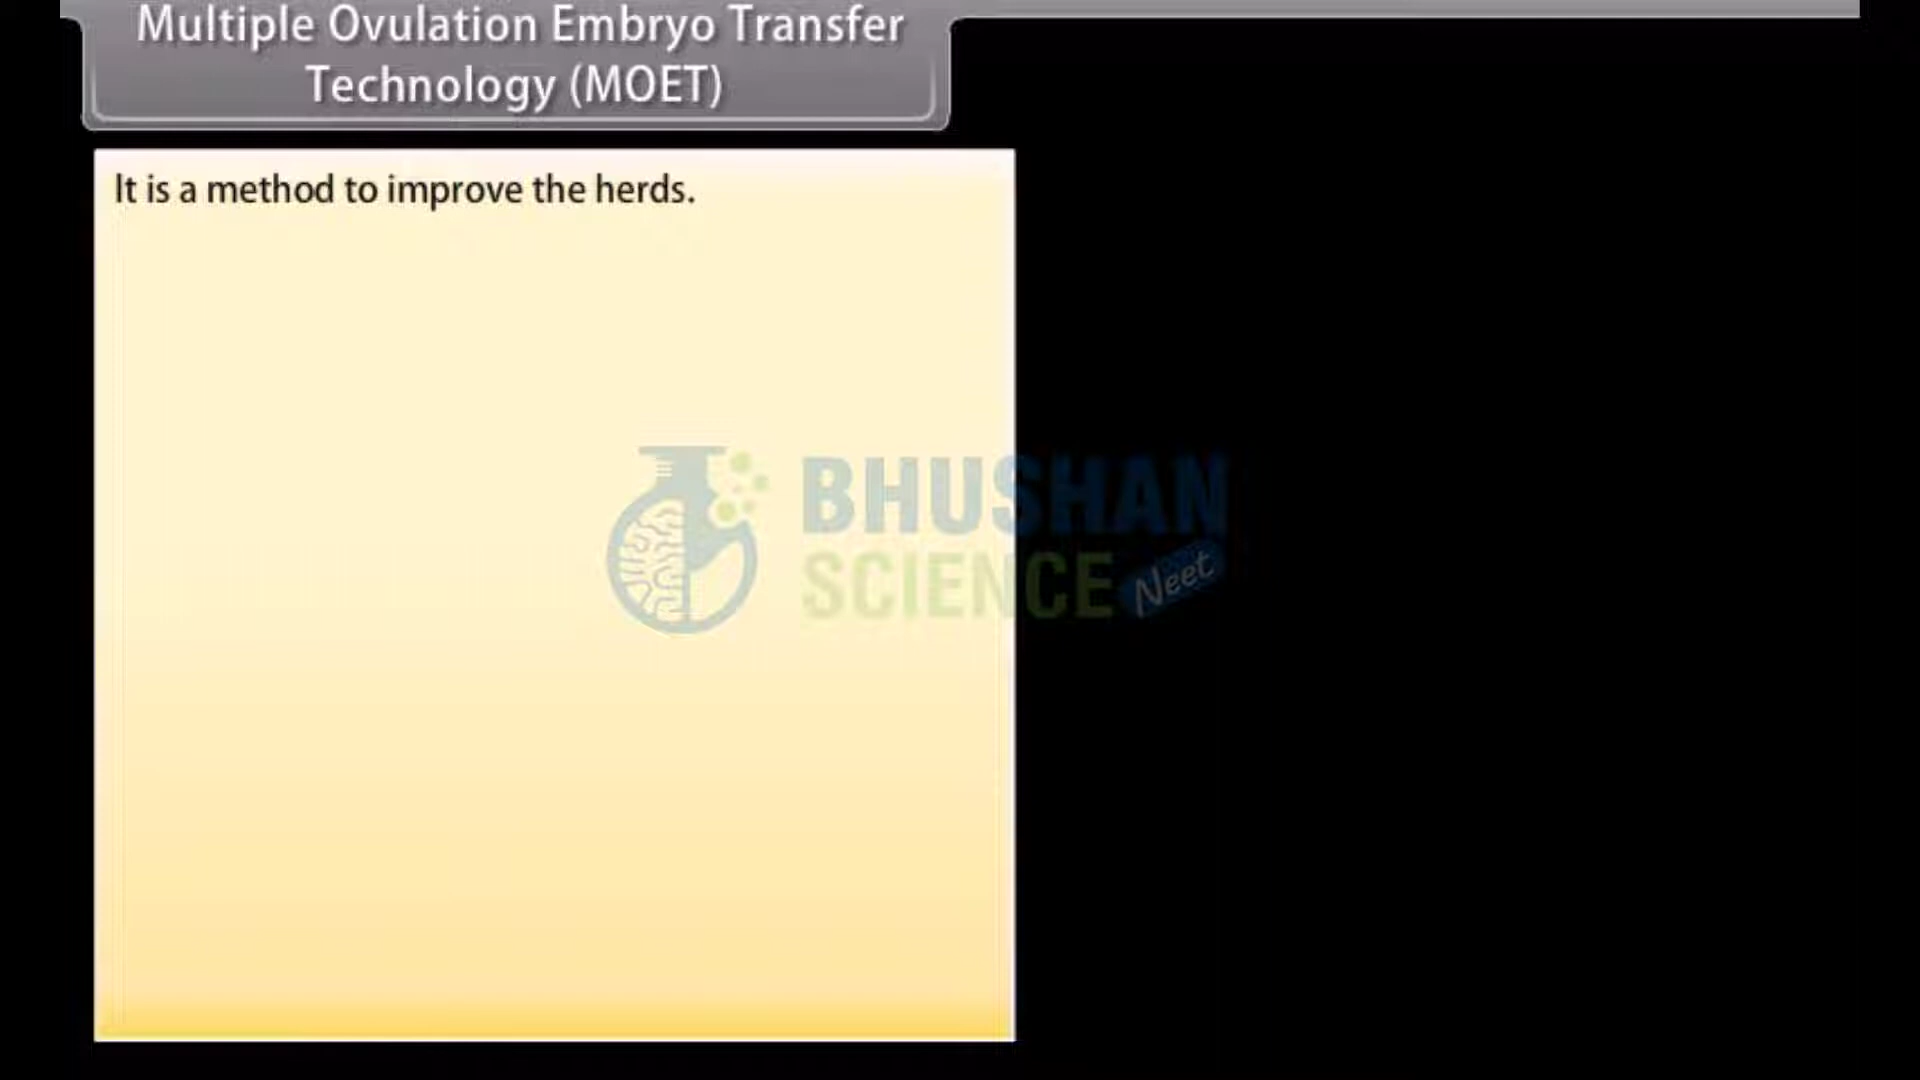 Multiple Ovulation Embryo Transfer
Technology (MOET)
It is a method to improve the herds.
BHUSHAN
SCIENCE
Neet